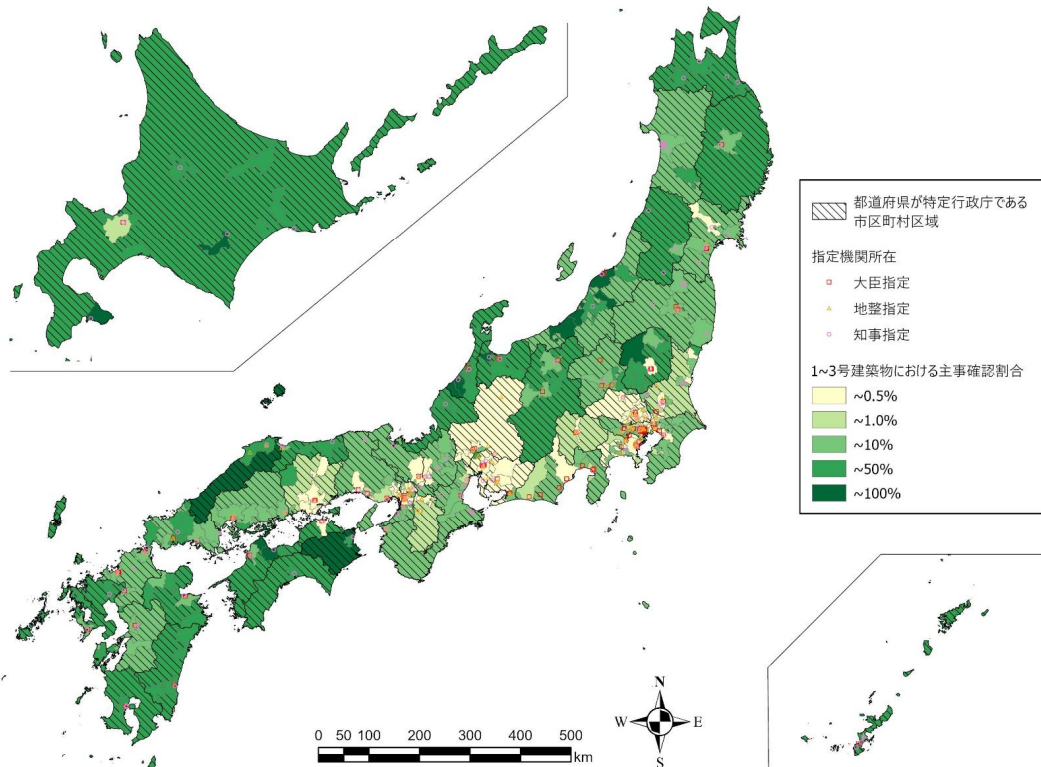 都道府県が特定行政庁である
市区町村区域
指定機関所在
大臣指定
地整指定
知事指定
1~3号建築物における主事確認割合
~0.5%
~1.0%
~10%
~50%
~100%
N
W E
S
0 50 100 200 300 400 500
km